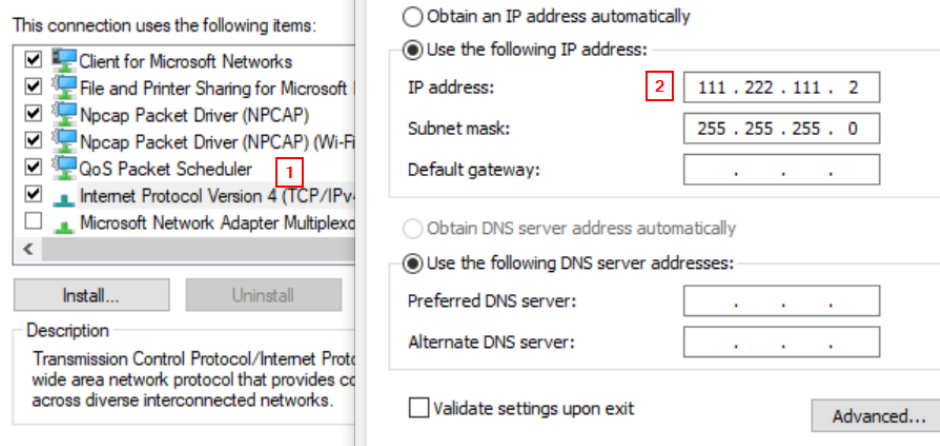 This connection uses the following items:
Client for Microsoft Networks
File and Printer Sharing for Microsoft
Npcap Packet Driver (NPCAP)
Npcap Packet Driver (NPCAP) (Wi-Fi
QoS Packet Scheduler
1
Internet Protocol Version 4 (TCP/IPv4
Microsoft Network Adapter Multiplexo
Install...
Uninstall
Description
Transmission Control Protocol/Internet Proto
wide area network protocol that provides co
across diverse interconnected networks.
Obtain an IP address automatically
Use the following IP address:
IP address: 2 111 . 222 . 111 . 2
Subnet mask: 255 . 255 . 255 . 0
Default gateway: . . .
Obtain DNS server address automatically
Use the following DNS server addresses:
Preferred DNS server: . . .
Alternate DNS server: . . .
Validate settings upon exit
Advanced...